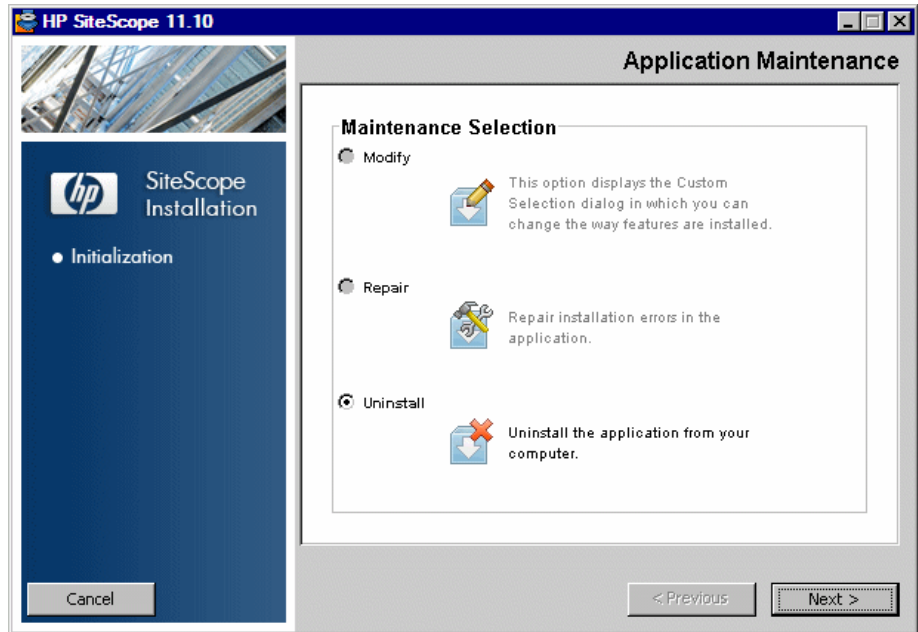 HP SiteScope 11.10
Application Maintenance
hp
SiteScope
Installation
Initialization
Maintenance Selection
Modify
This option displays the Custom
Selection dialog in which you can
change the way features are installed.
Repair
Repair installation errors in the
application.
Uninstall
Uninstall the application from your
computer.
Cancel
< Previous
Next >